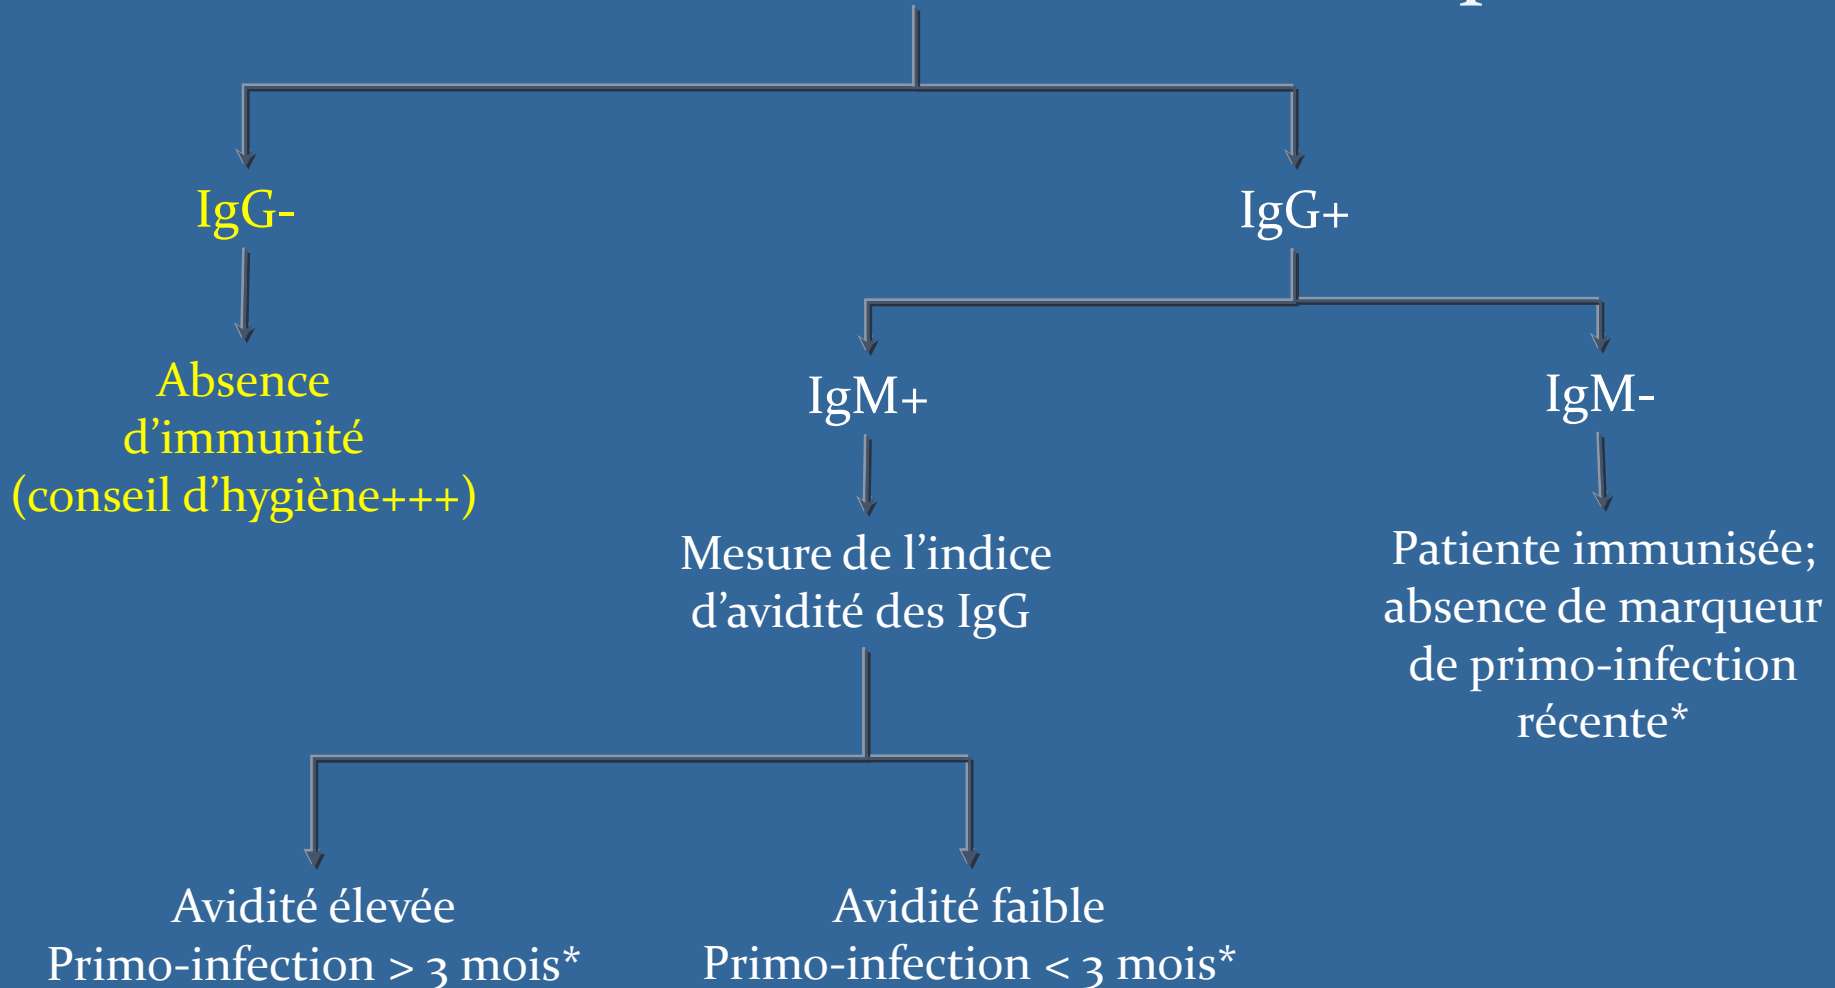 IgG-
IgG+
Absence
d’immunité
(conseil d’hygiène+++)
IgM+
IgM-
Mesure de l’indice
d’avidité des IgG
Patiente immunisée;
absence de marqueur
de primo-infection
récente*
Avidité élevée
Primo-infection > 3 mois*
Avidité faible
Primo-infection < 3 mois*